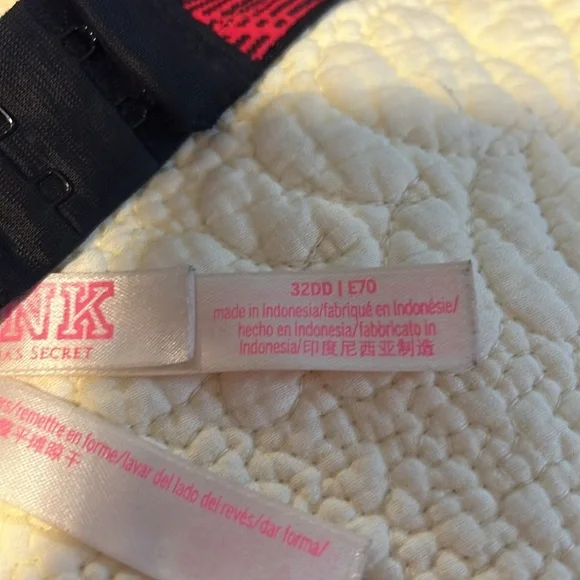 NK
'S SECRET
32DD | E70
made in Indonesia/fabriqué en Indonésie/
hecho en Indonesia/fabbricato in
Indonesia/印度尼西亚制造
rs/remettre en forme/lavar del lado del revés/dar forma/